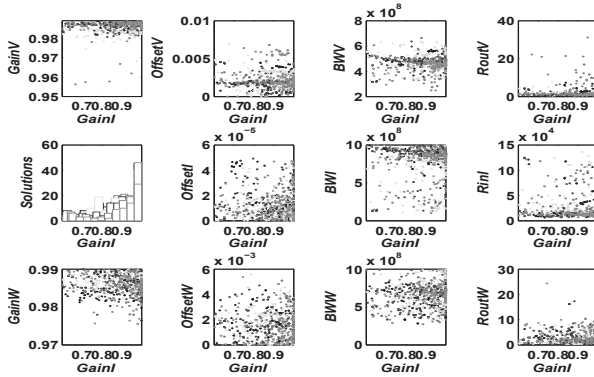 GainV
0.98
0.97
0.96
0.95
0.70.80.9
GainI
OffsetV
0.01
0.005
0
0.70.80.9
GainI
x 10^8
BWV
8
6
4
2
0.70.80.9
GainI
RoutV
40
20
0
0.70.80.9
GainI
Solutions
60
40
20
0
0.70.80.9
GainI
x 10^-5
OffsetI
6
4
2
0
0.70.80.9
GainI
x 10^8
BWI
10
5
0
0.70.80.9
GainI
x 10^4
RinI
15
10
5
0
0.70.80.9
GainI
GainW
0.99
0.98
0.97
0.70.80.9
GainI
x 10^-3
OffsetW
6
4
2
0
0.70.80.9
GainI
x 10^8
BWW
10
5
0
0.70.80.9
GainI
RoutW
30
20
10
0
0.70.80.9
GainI